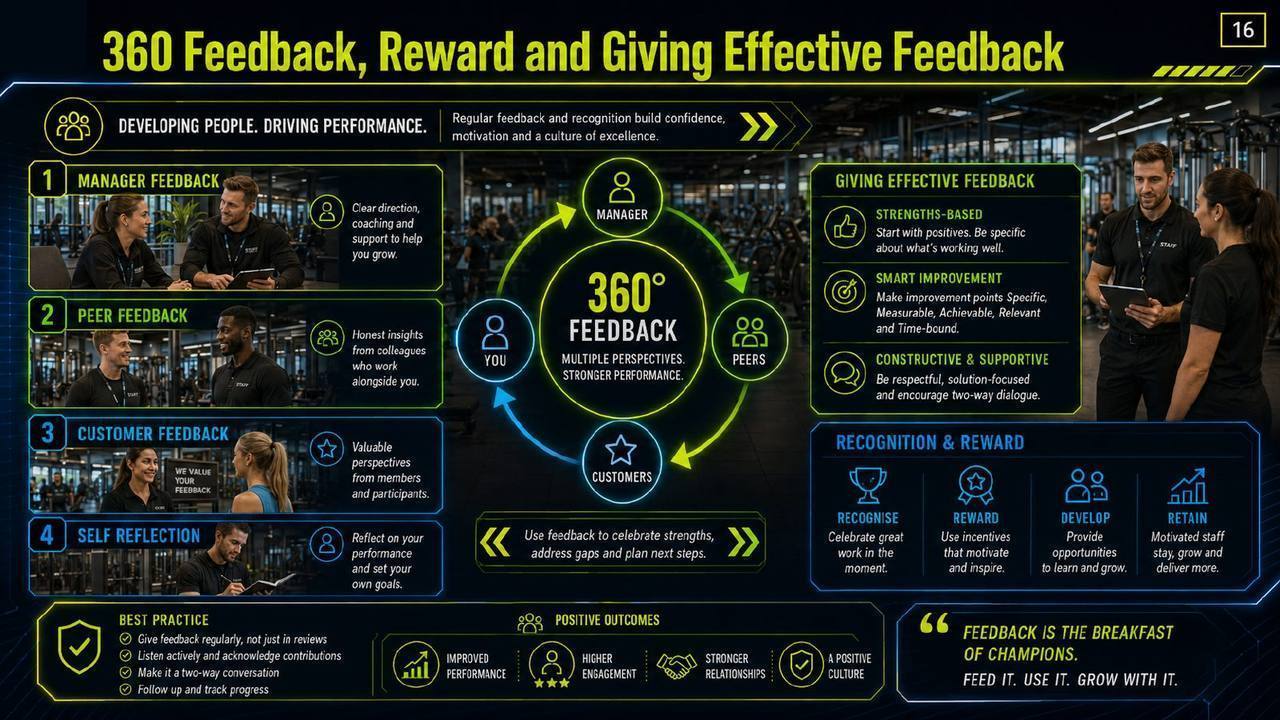 16
360 Feedback, Reward and Giving Effective Feedback
DEVELOPING PEOPLE. DRIVING PERFORMANCE.
Regular feedback and recognition build confidence,
motivation and a culture of excellence.
1
MANAGER FEEDBACK
Clear direction,
coaching and
support to help
you grow.
STAFF
2
PEER FEEDBACK
Honest insights
from colleagues
who work
alongside you.
STAFF
STAFF
3
CUSTOMER FEEDBACK
WE VALUE
YOUR
FEEDBACK
Valuable
perspectives
from members
and participants.
4
SELF REFLECTION
Reflect on your
performance
and set your
own goals.
MANAGER
PEERS
CUSTOMERS
YOU
360°
FEEDBACK
MULTIPLE PERSPECTIVES.
STRONGER PERFORMANCE.
Use feedback to celebrate strengths,
address gaps and plan next steps.
GIVING EFFECTIVE FEEDBACK
STRENGTHS-BASED
Start with positives. Be specific
about what's working well.
SMART IMPROVEMENT
Make improvement points Specific,
Measurable, Achievable, Relevant
and Time-bound.
CONSTRUCTIVE & SUPPORTIVE
Be respectful, solution-focused
and encourage two-way dialogue.
STAFF
RECOGNITION & REWARD
RECOGNISE
Celebrate great
work in the
moment.
REWARD
Use incentives
that motivate
and inspire.
DEVELOP
Provide
opportunities
to learn and grow.
RETAIN
Motivated staff
stay, grow and
deliver more.
BEST PRACTICE
Give feedback regularly, not just in reviews
Listen actively and acknowledge contributions
Make it a two-way conversation
Follow up and track progress
POSITIVE OUTCOMES
IMPROVED
PERFORMANCE
HIGHER
ENGAGEMENT
STRONGER
RELATIONSHIPS
A POSITIVE
CULTURE
“ FEEDBACK IS THE BREAKFAST
OF CHAMPIONS.
FEED IT. USE IT. GROW WITH IT.